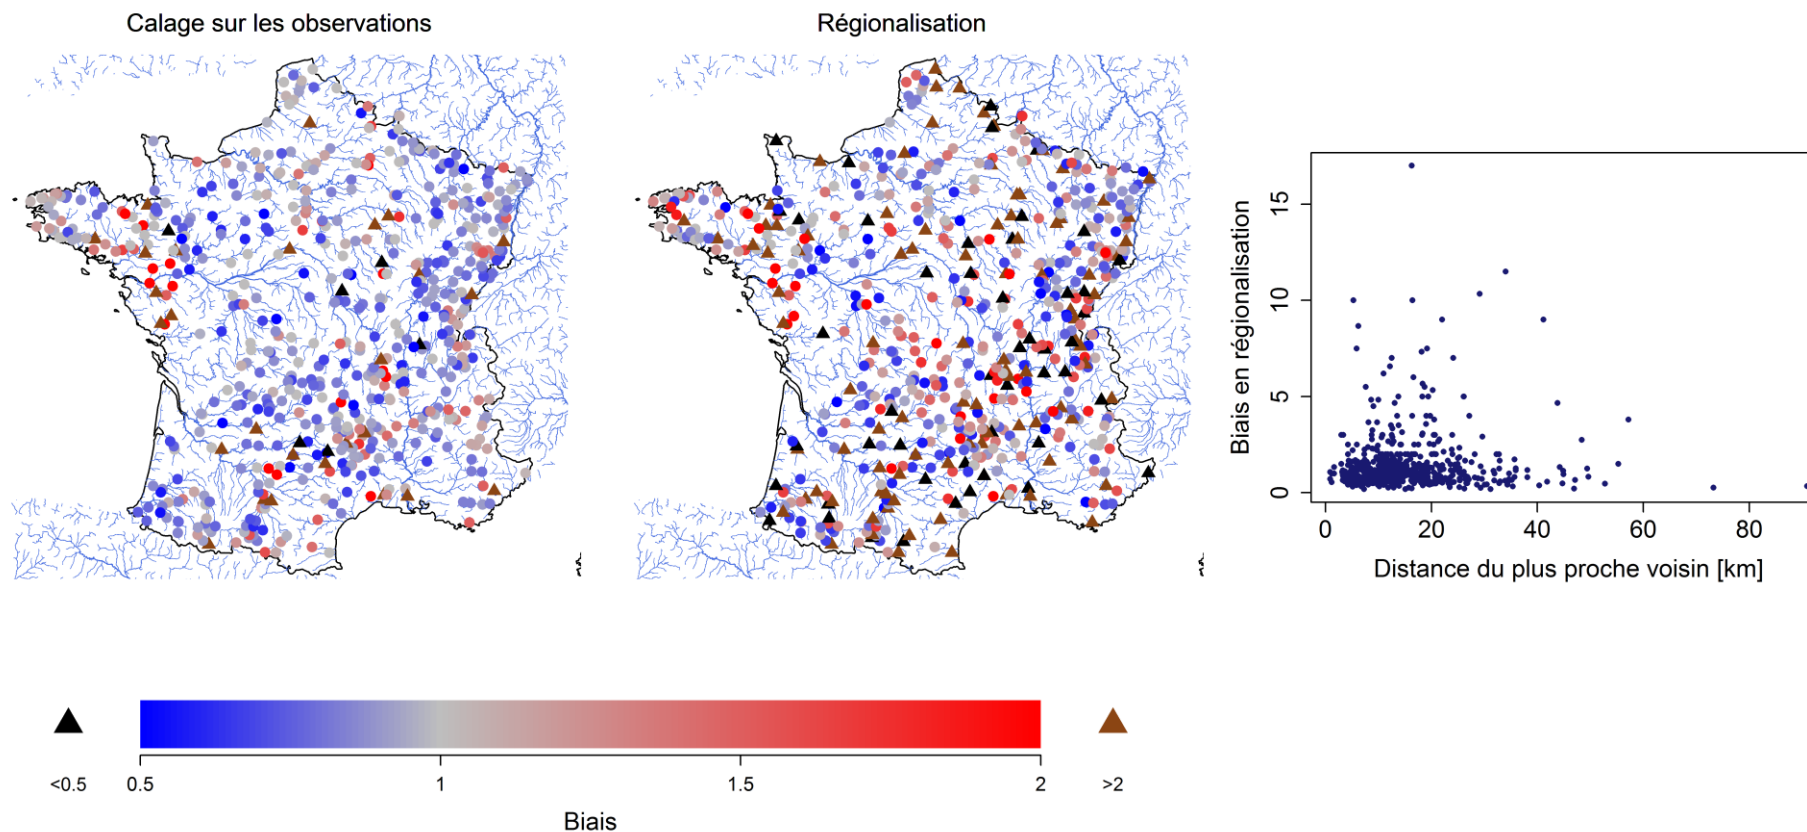 Calage sur les observations
Régionalisation
Biais en régionalisation
15
10
5
0
0 20 40 60 80
Distance du plus proche voisin [km]
<0.5 0.5 1 1.5 2 >2
Biais